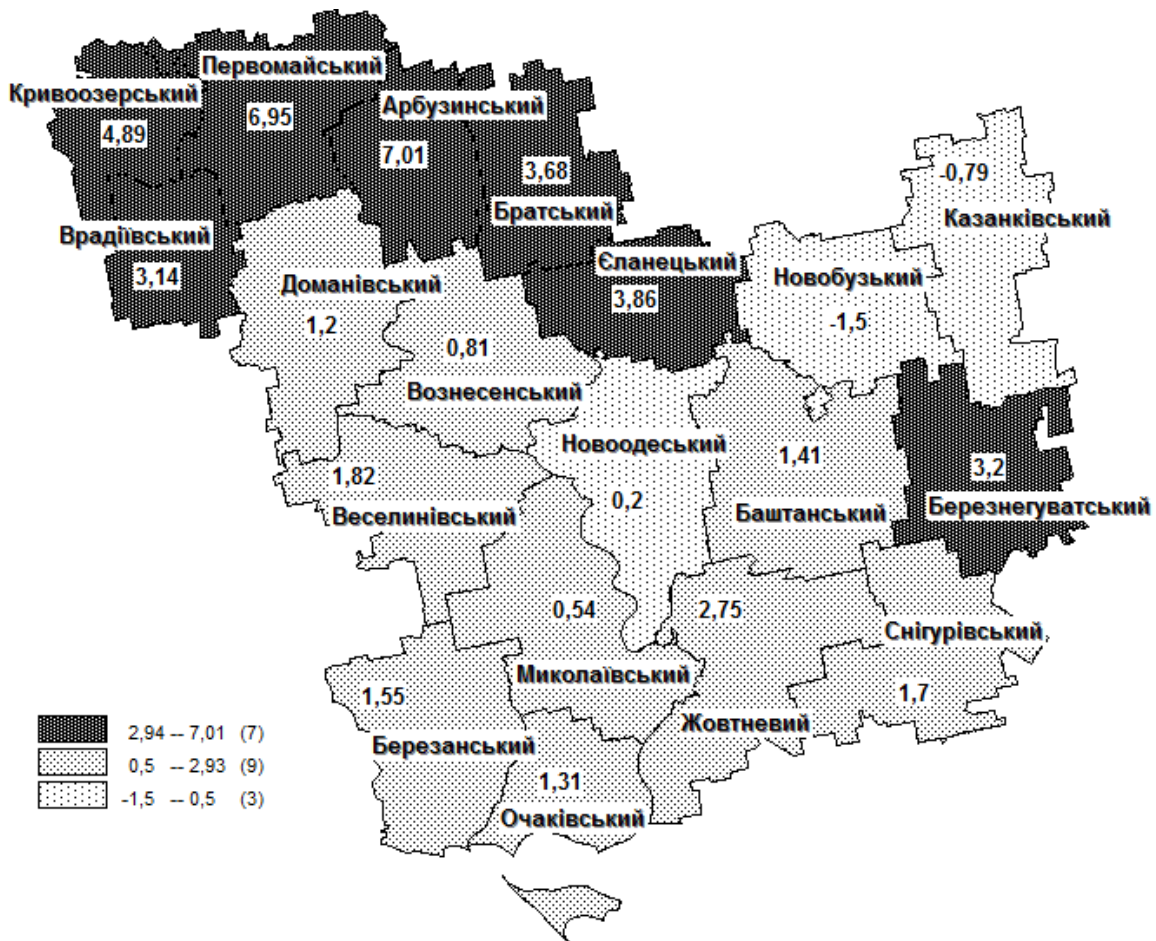 Первомайський
Кривоозерський
6,95
Арбузинський
4,89
7,01
3,68
-0,79
Братський
Казанківський
Врадіївський
3,14
Єланецький
3,86
Новобузький
-1,5
Доманівський
1,2
0,81
Вознесенський
Новоодеський
0,2
1,41
Баштанський
3,2
Березнегуватський
1,82
Веселинівський
0,54
2,75
Снігурівський
1,7
Миколаївський
1,55
Жовтневий
Березанський
1,31
Очаківський
2,94 -- 7,01 (7)
0,5 -- 2,93 (9)
-1,5 -- 0,5 (3)